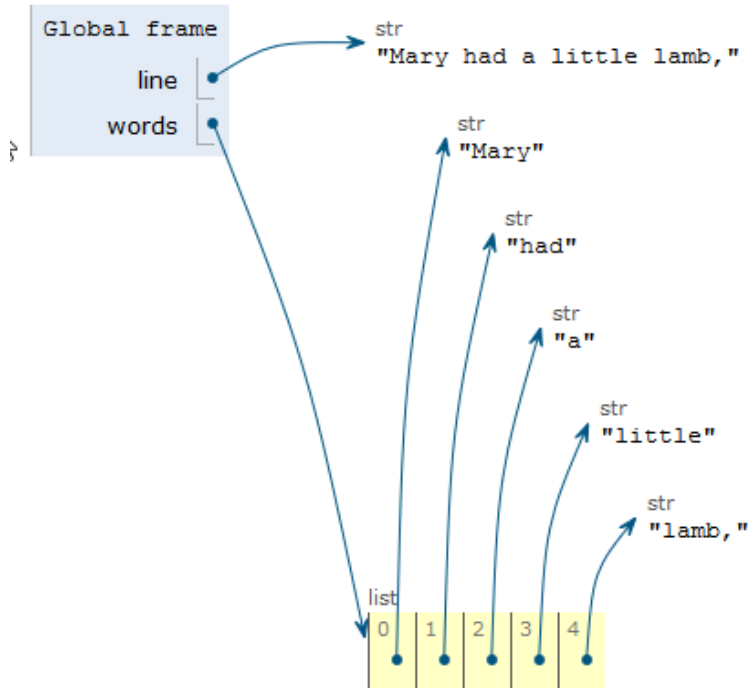 Global frame
line
words
str
"Mary had a little lamb,"
str
"Mary"
str
"had"
str
"a"
str
"little"
str
"lamb,"
list
0 1 2 3 4